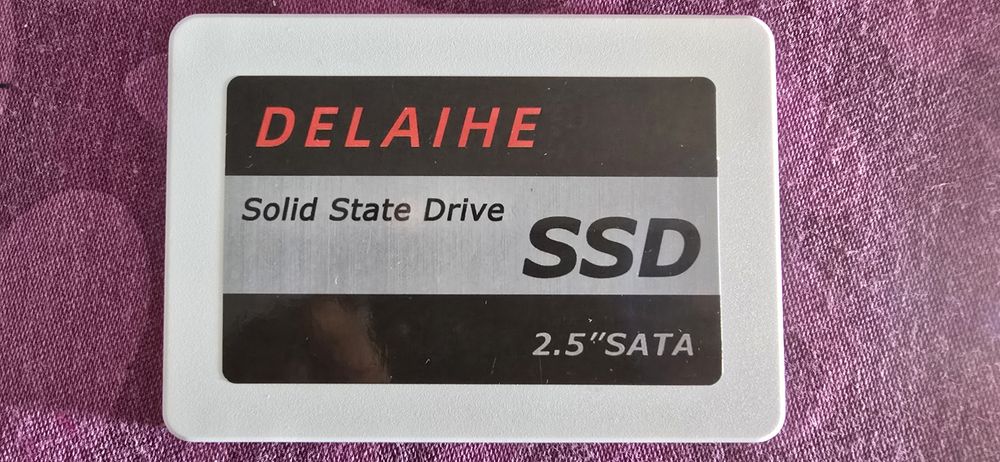 DELAIHE
Solid State Drive
SSD
2.5"SATA